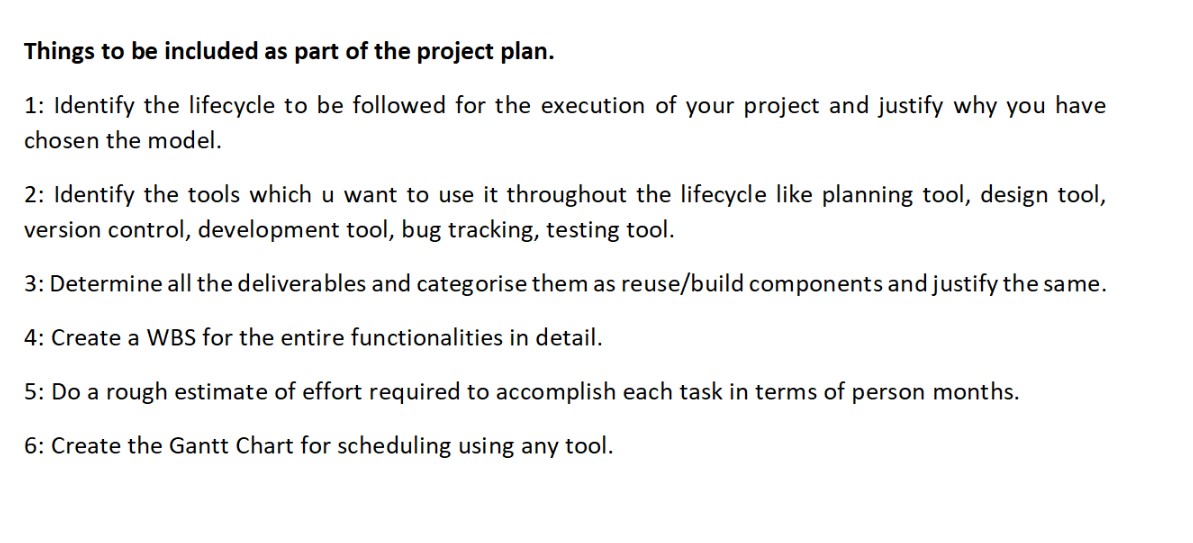 Things to be included as part of the project plan.
1: Identify the lifecycle to be followed for the execution of your project and justify why you have
chosen the model.
2: Identify the tools which u want to use it throughout the lifecycle like planning tool, design tool,
version control, development tool, bug tracking, testing tool.
3: Determine all the deliverables and categorise them as reuse/build components and justify the same.
4: Create a WBS for the entire functionalities in detail.
5: Do a rough estimate of effort required to accomplish each task in terms of person months.
6: Create the Gantt Chart for scheduling using any tool.